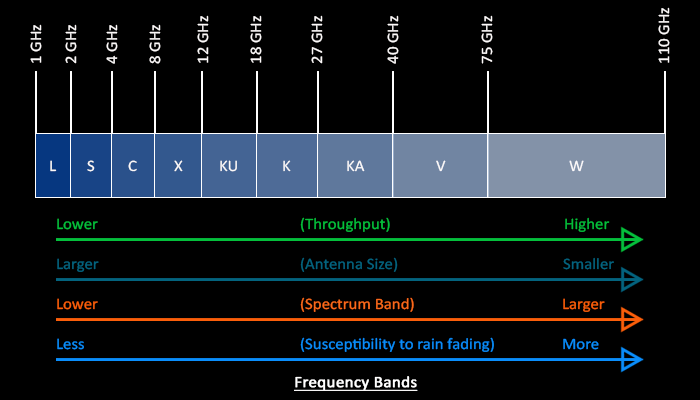 1 GHz 2 GHz 4 GHz 8 GHz 12 GHz 18 GHz 27 GHz 40 GHz 75 GHz 110 GHz
L S C X KU K KA V W
Lower (Throughput) Higher
Larger (Antenna Size) Smaller
Lower (Spectrum Band) Larger
Less (Susceptibility to rain fading) More
Frequency Bands